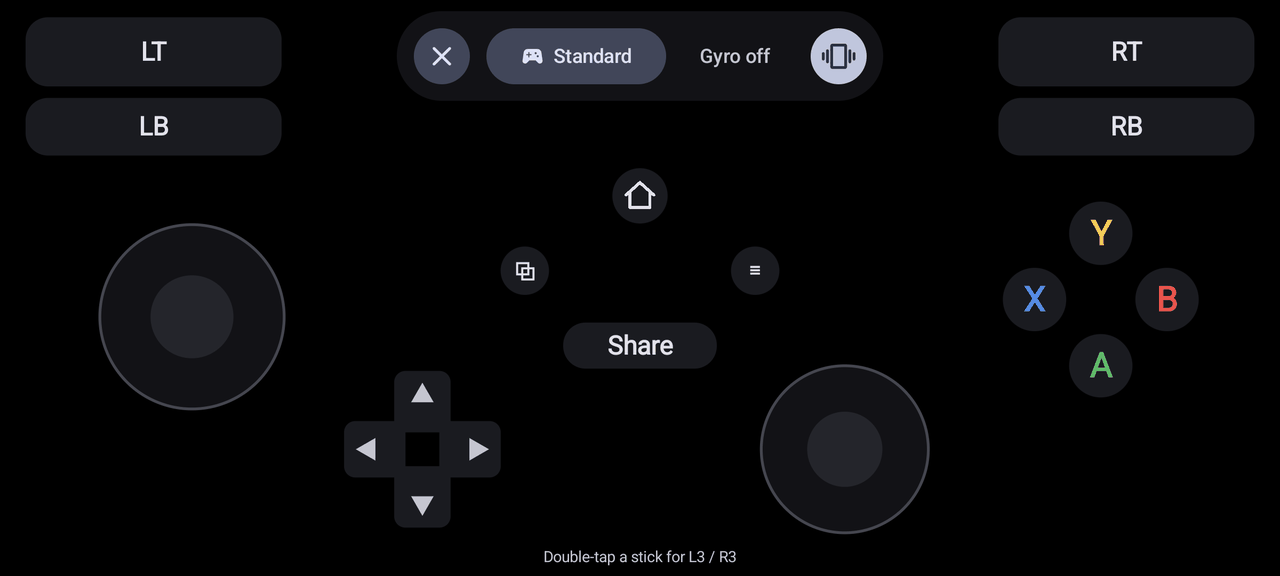 LT
Standard
Gyro off
RT
LB
RB
Y
X
B
Share
A
Double-tap a stick for L3 / R3